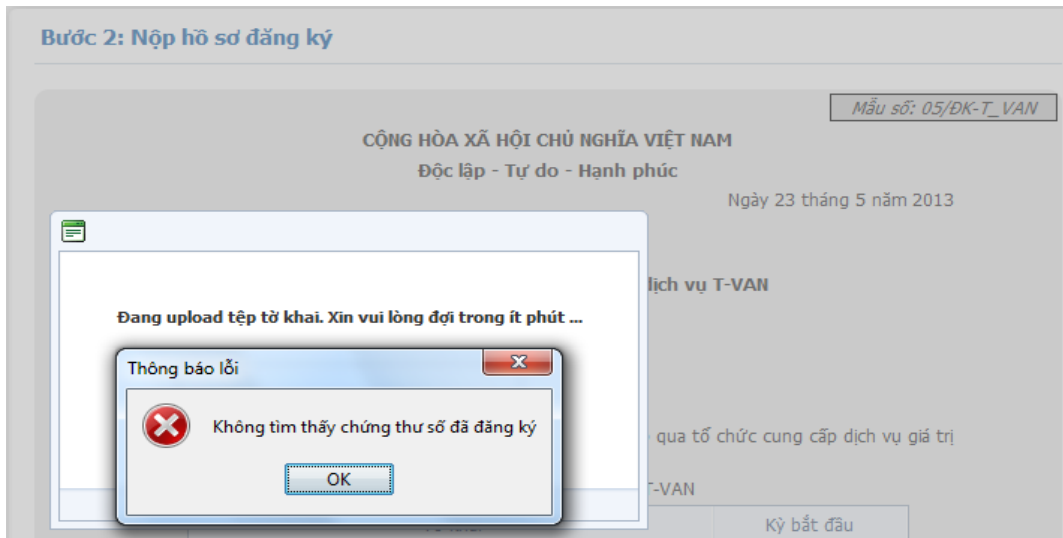 Bước 2: Nộp hồ sơ đăng ký
Mẫu số: 05/ĐK-T_VAN
CỘNG HÒA XÃ HỘI CHỦ NGHĨA VIỆT NAM
Độc lập - Tự do - Hạnh phúc
Ngày 23 tháng 5 năm 2013
dịch vụ T-VAN
Đang upload tệp tờ khai. Xin vui lòng đợi trong ít phút ...
Thông báo lỗi
Không tìm thấy chứng thư số đã đăng ký
qua tổ chức cung cấp dịch vụ giá trị
OK
T-VAN
Kỳ bắt đầu